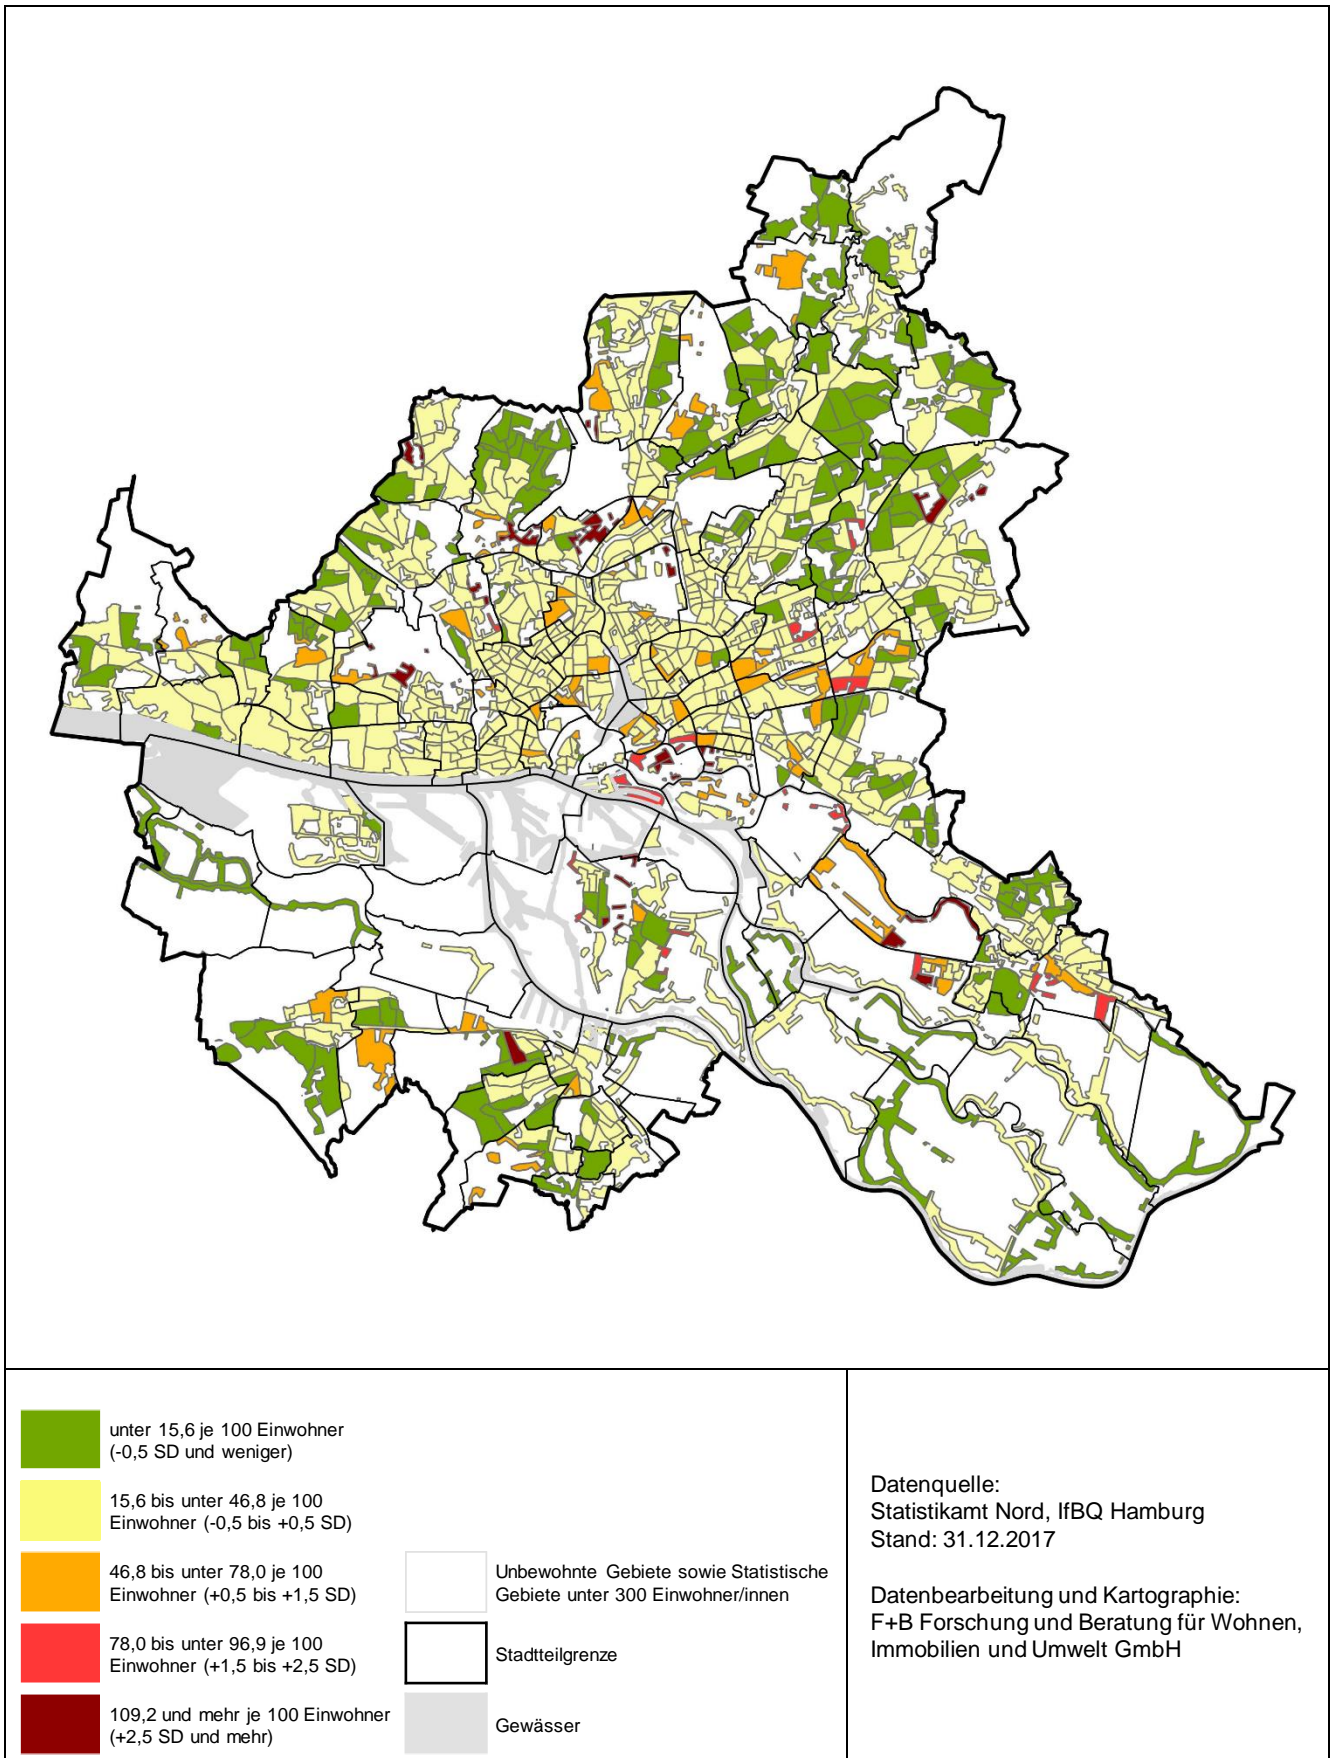 unter 15,6 je 100 Einwohner
(-0,5 SD und weniger)
15,6 bis unter 46,8 je 100
Einwohner (-0,5 bis +0,5 SD)
46,8 bis unter 78,0 je 100
Einwohner (+0,5 bis +1,5 SD)
78,0 bis unter 96,9 je 100
Einwohner (+1,5 bis +2,5 SD)
109,2 und mehr je 100 Einwohner
(+2,5 SD und mehr)
Unbewohnte Gebiete sowie Statistische
Gebiete unter 300 Einwohner/innen
Stadtteilgrenze
Gewässer
Datenquelle:
Statistikamt Nord, IfBQ Hamburg
Stand: 31.12.2017
Datenbearbeitung und Kartographie:
F+B Forschung und Beratung für Wohnen,
Immobilien und Umwelt GmbH